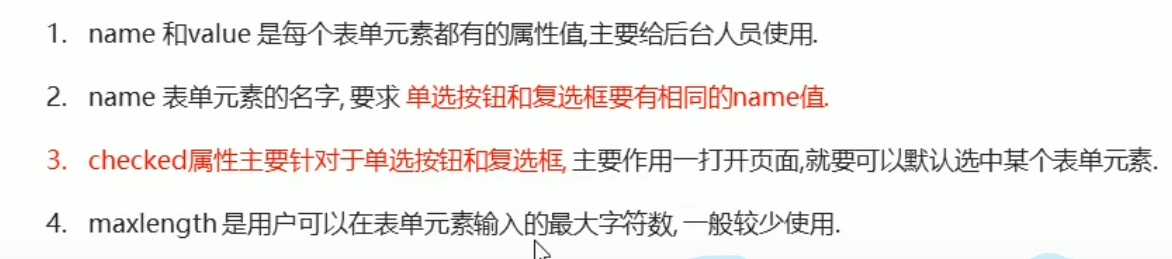 1. name 和value 是每个表单元素都有的属性值,主要给后台人员使用.
2. name 表单元素的名字, 要求 单选按钮和复选框要有相同的name值.
3. checked属性主要针对于单选按钮和复选框, 主要作用一打开页面,就要可以默认选中某个表单元素.
4. maxlength 是用户可以在表单元素输入的最大字符数, 一般较少使用.